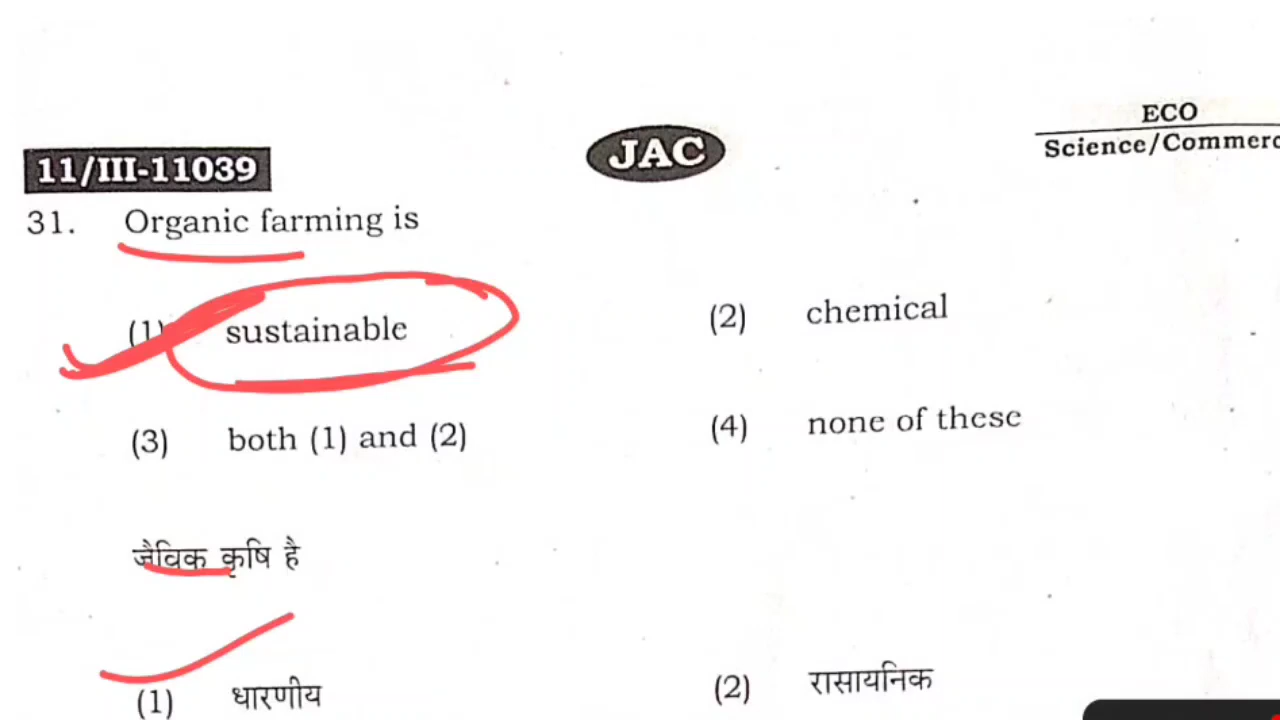 ECO
JAC
Science/Commerc
11/III-11039
31. Organic farming is
(1) sustainable
(2) chemical
(3) both (1) and (2)
(4) none of these
जैविक कृषि है
(1) धारणीय
(2) रासायनिक